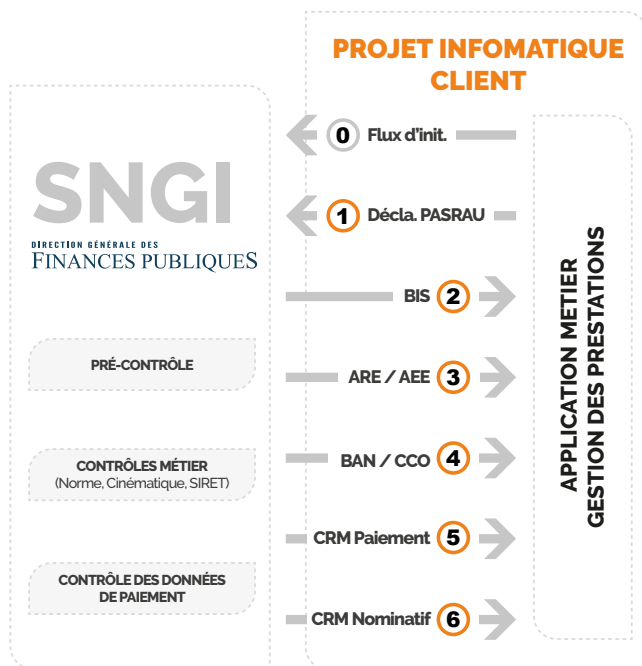 PROJET INFOMATIQUE
CLIENT
SNGI
DIRECTION GÉNÉRALE DES
FINANCES PUBLIQUES
PRÉ-CONTRÔLE
CONTRÔLES MÉTIER
(Norme, Cinématique, SIRET)
CONTRÔLE DES DONNÉES
DE PAIEMENT
0 Flux d'init.
1 Décla. PASRAU
BIS 2
ARE / AEE 3
BAN / CCO 4
CRM Paiement 5
CRM Nominatif 6
APPLICATION METIER
GESTION DES PRESTATIONS